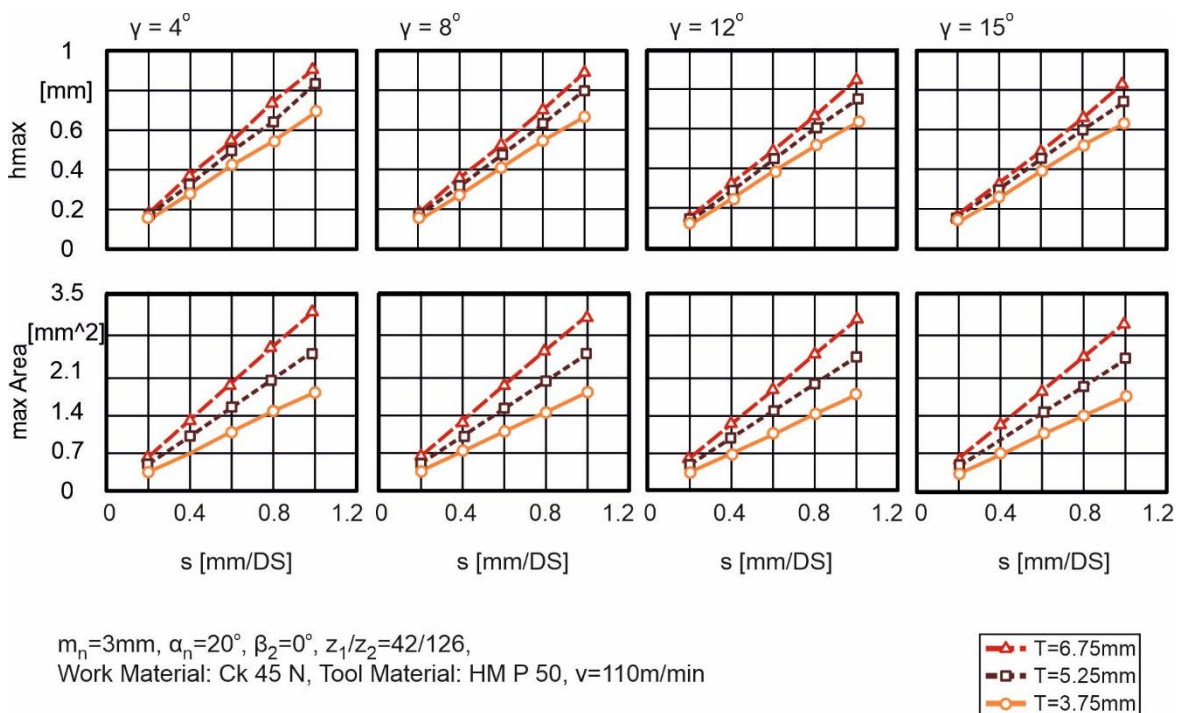 γ = 4° γ = 8° γ = 12° γ = 15°
1
[mm]
hmax
0.6
0.4
0.2
0
3.5
[mm^2]
max Area
2.1
1.4
0.7
0
0 0.4 0.8 1.2 0 0.4 0.8 1.2 0 0.4 0.8 1.2 0 0.4 0.8 1.2
s [mm/DS] s [mm/DS] s [mm/DS] s [mm/DS]
mₙ=3mm, αₙ=20°, β₂=0°, z₁/z₂=42/126,
Work Material: Ck 45 N, Tool Material: HM P 50, v=110m/min
T=6.75mm
T=5.25mm
T=3.75mm